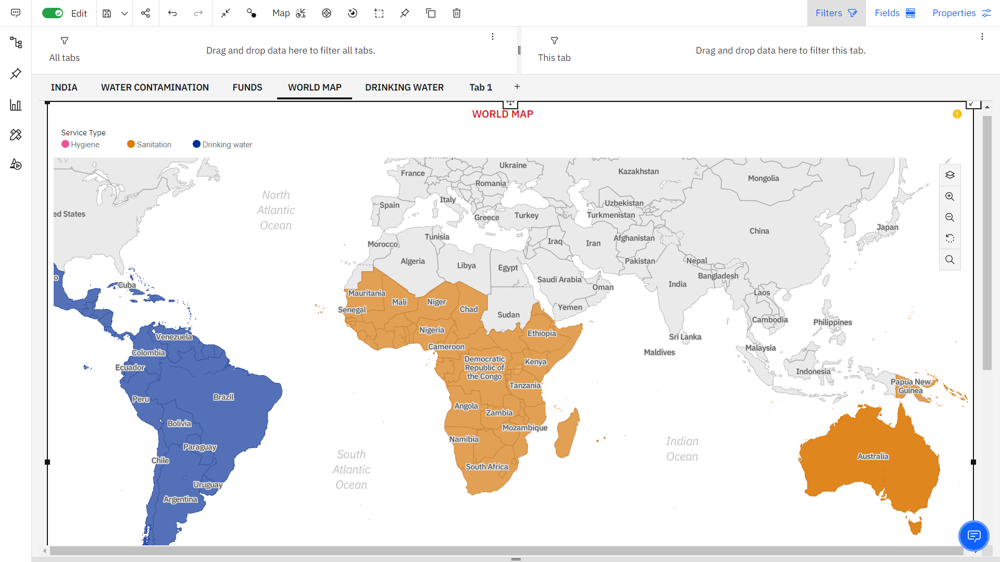 Edit
Map
Filters
Fields
Properties
All tabs
Drag and drop data here to filter all tabs.
This tab
Drag and drop data here to filter this tab.
INDIA
WATER CONTAMINATION
FUNDS
WORLD MAP
DRINKING WATER
Tab 1
WORLD MAP
Service Type
Hygiene
Sanitation
Drinking water
Ukraine
France
Kazakhstan
Mongolia
Romania
North
Atlantic
Ocean
Italy
Spain
Uzbekistan
ed States
Greece
Turkey
Turkmenistan
Japan
China
Tunisia
Afghanistan
Morocco
Iraq
Iran
Algeria
Pakistan
Nepal
Libya
Egypt
Bangladesh
o
Saudi Arabia
India
Cuba
Oman
Mauritania
Laos
Mali
Niger
Senegal
Chad
Yemen
Sudan
Cambodia
Philippines
Nigeria
Ethiopia
Venezuela
Sri Lanka
Cameroon
Malaysia
Colombia
Maldives
Democratic
Republic of
the Congo
Kenya
Ecuador
Indonesia
Tanzania
Papua New
Guinea
Brazil
Peru
Angola
Zambia
Bolivia
Mozambique
Namibia
Indian
Ocean
Paraguay
South
Atlantic
Ocean
Chile
Australia
South Africa
Uruguay
Argentina